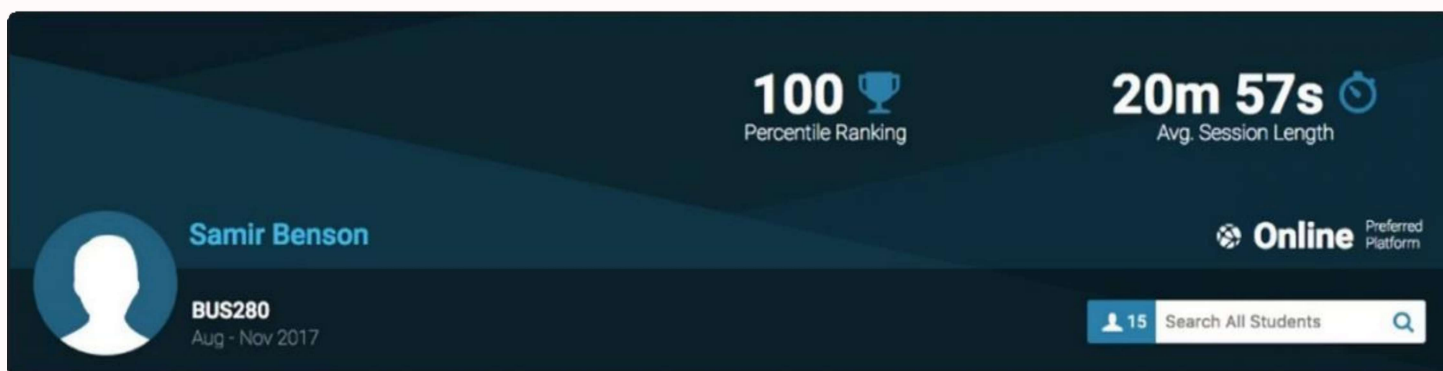 100
Percentile Ranking
20m 57s
Avg. Session Length
Samir Benson
Online Preferred Platform
BUS280
Aug - Nov 2017
15 Search All Students